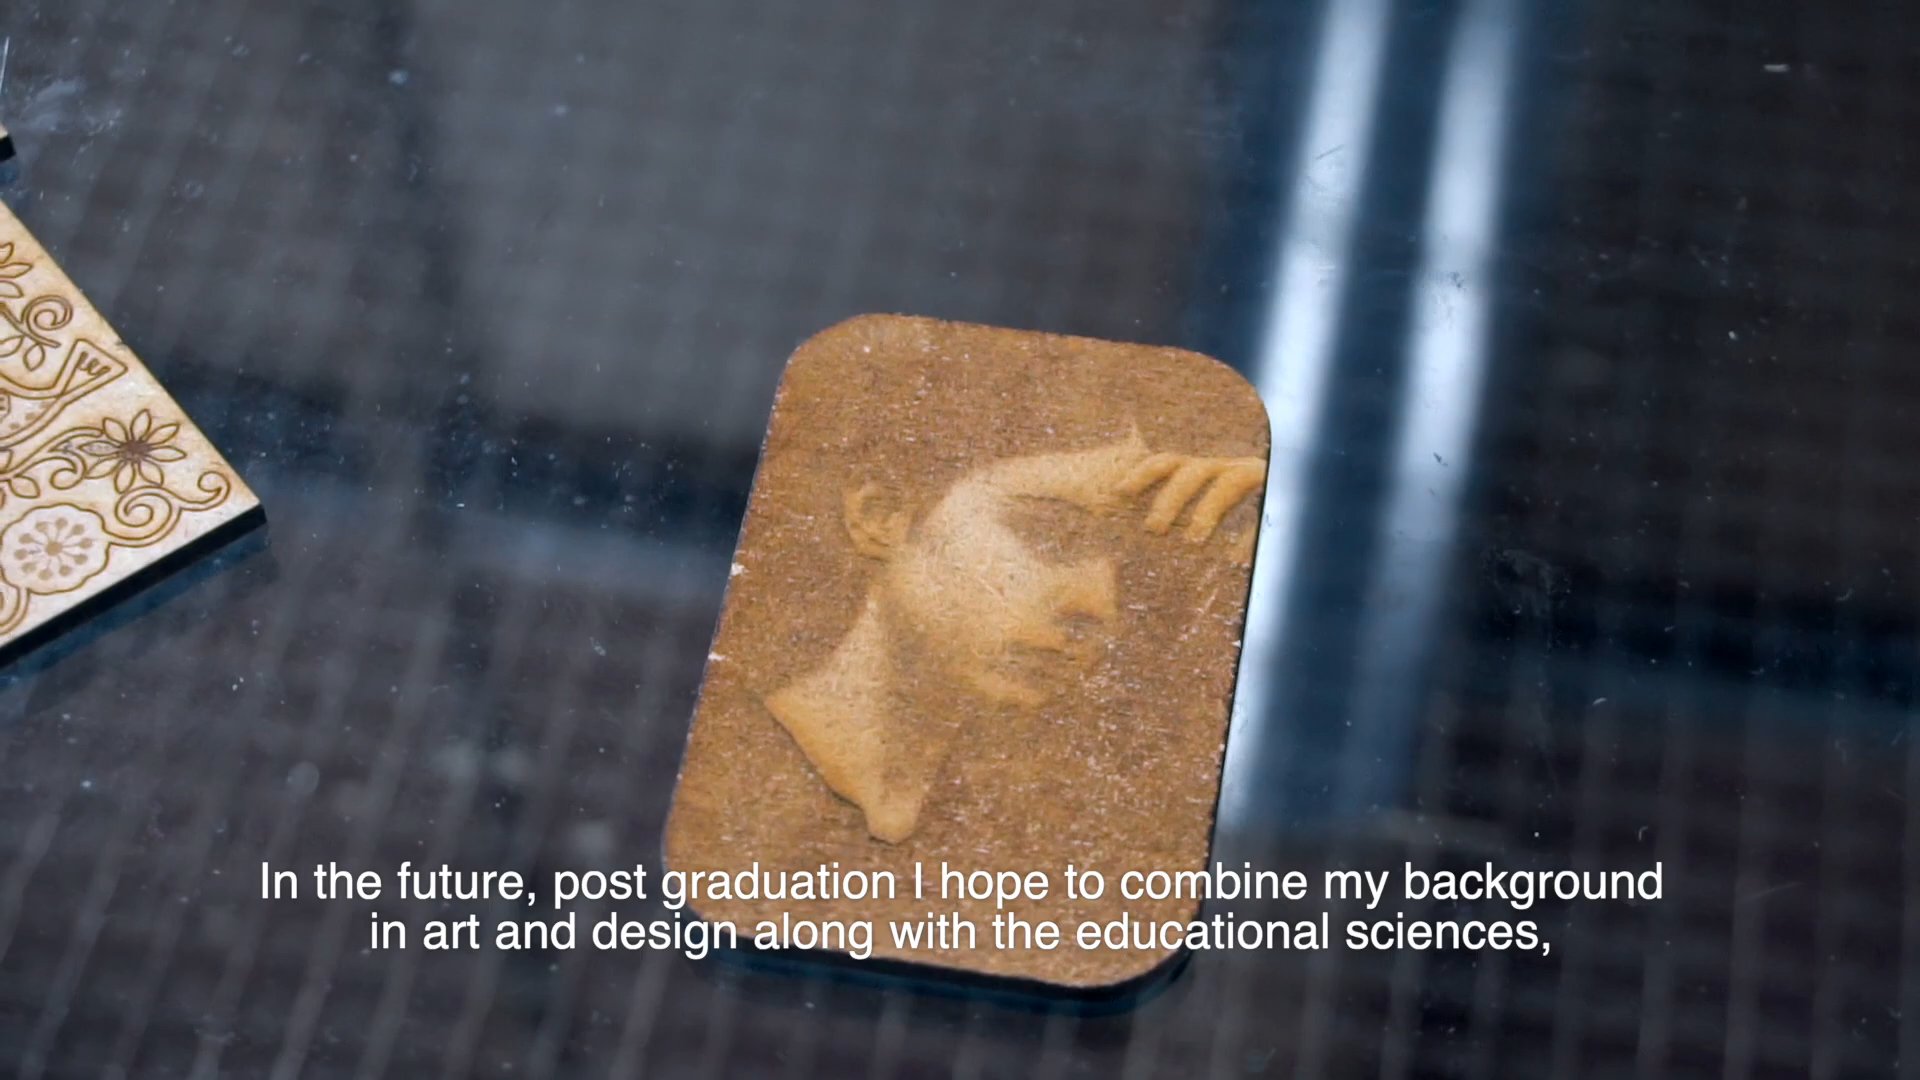 In the future, post graduation I hope to combine my background
in art and design along with the educational sciences,